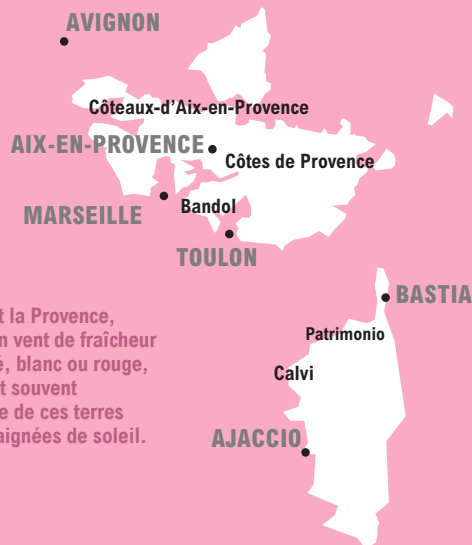 AVIGNON
Côteaux-d'Aix-en-Provence
AIX-EN-PROVENCE
Côtes de Provence
Bandol
MARSEILLE
TOULON
BASTIA
t la Provence,
n vent de fraîcheur
, blanc ou rouge,
t souvent
e de ces terres
aignées de soleil.
Patrimonio
Calvi
AJACCIO